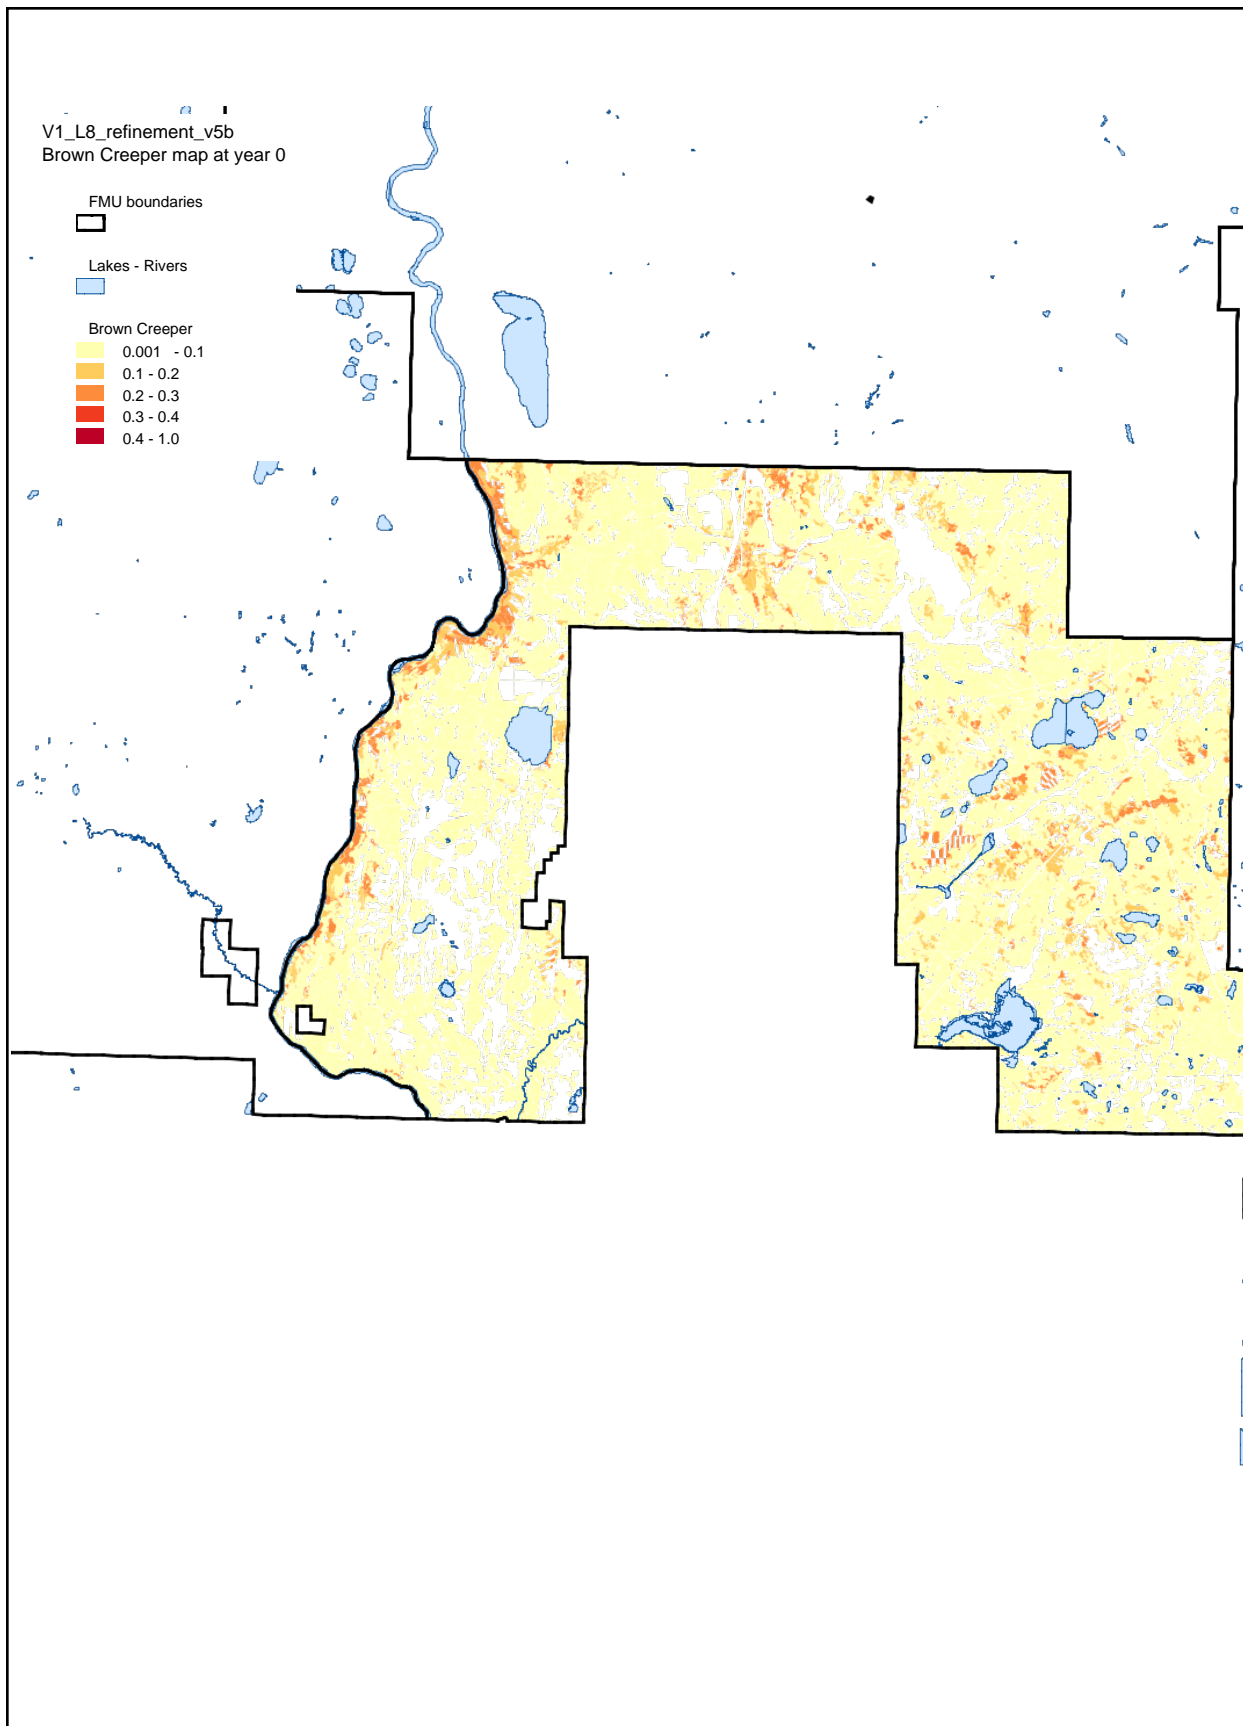 V1_L8_refinement_v5b
Brown Creeper map at year 0
FMU boundaries
Lakes - Rivers
Brown Creeper
0.001 - 0.1
0.1 - 0.2
0.2 - 0.3
0.3 - 0.4
0.4 - 1.0